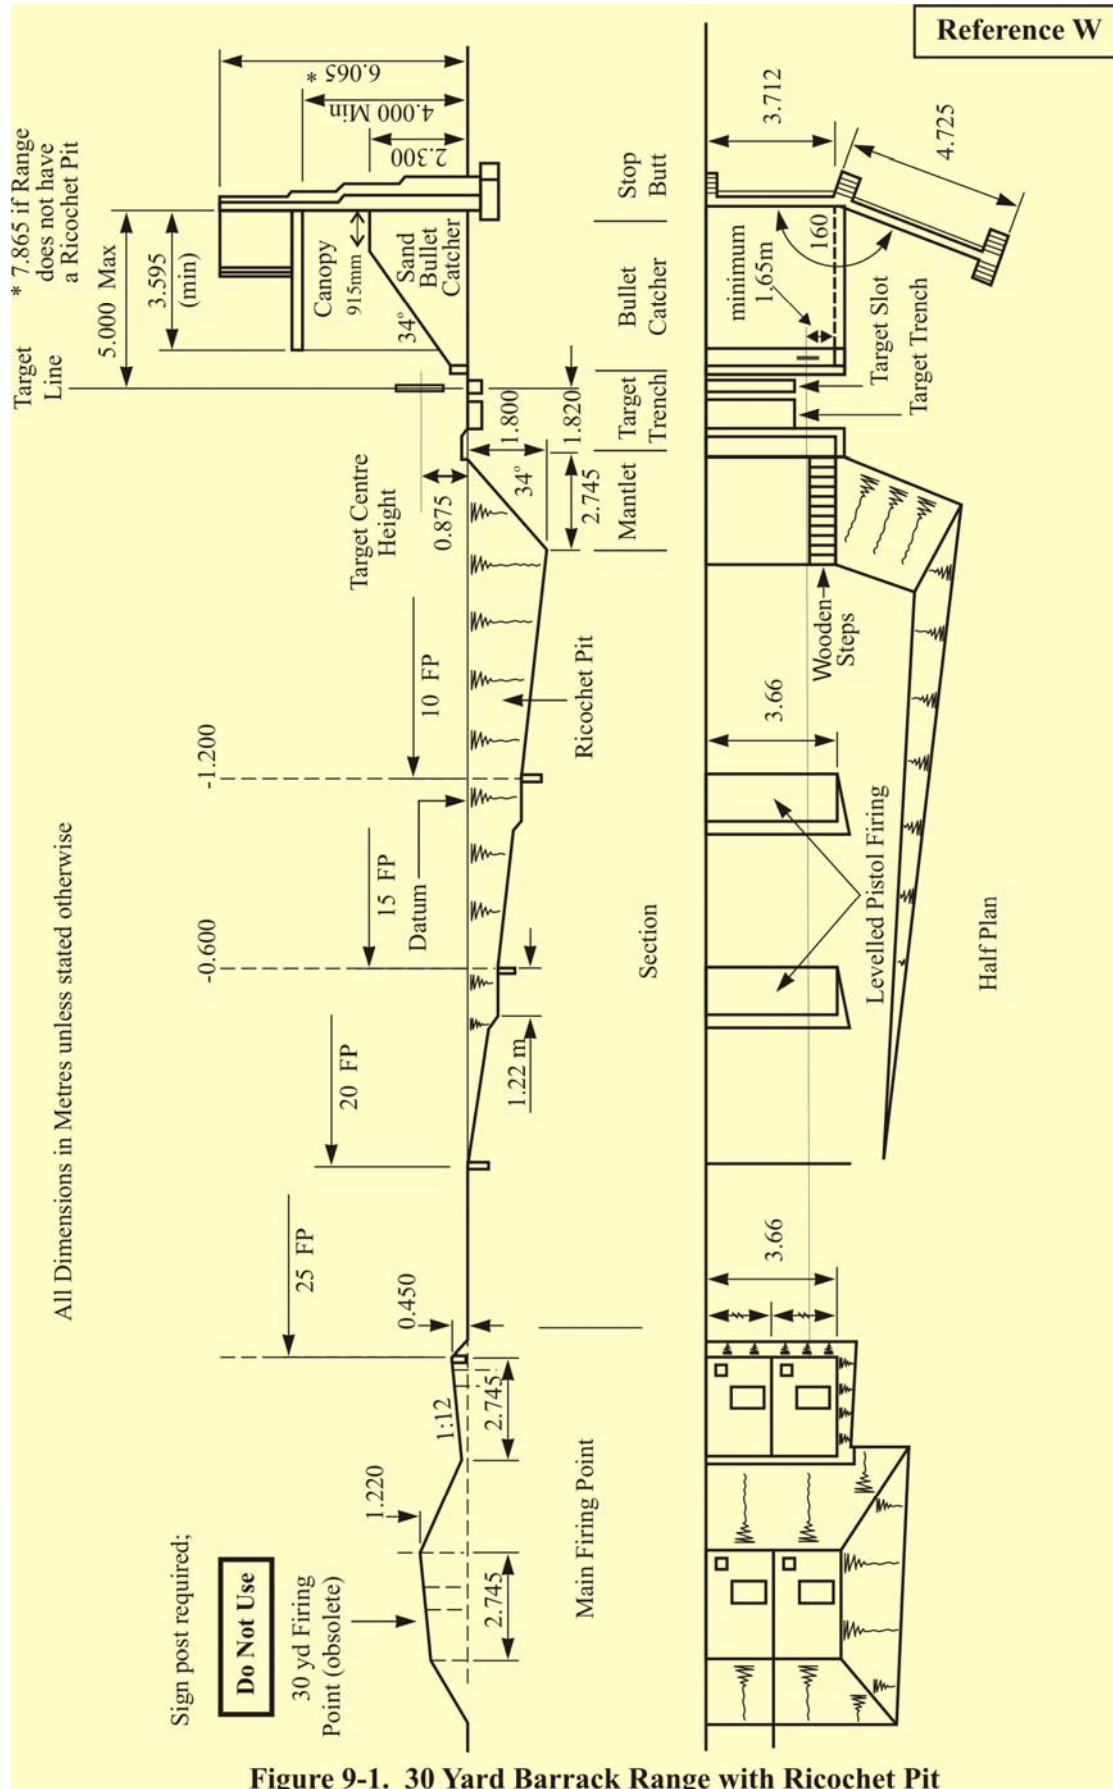 Reference W
All Dimensions in Metres unless stated otherwise
* 7.865 if Range
does not have
a Ricochet Pit
Target
Line
5.000 Max
3.595
(min)
6.065 *
4.000 Min
2.300
Canopy
915mm
Sand
Bullet
Catcher
34°
Target Centre
Height
0.875
1.800
1.820
34°
2.745
10 FP
-1.200
Ricochet Pit
15 FP
Datum
-0.600
20 FP
1.22 m
25 FP
0.450
1:12
2.745
1.220
2.745
Sign post required;
Do Not Use
30 yd Firing
Point (obsolete)
Main Firing Point
Section
Mantlet
Target
Trench
Bullet
Catcher
Stop
Butt
3.712
4.725
160
minimum
1.65m
Target Slot
Target Trench
Wooden
Steps
3.66
Levelled Pistol Firing
3.66
Half Plan
Figure 9-1. 30 Yard Barrack Range with Ricochet Pit